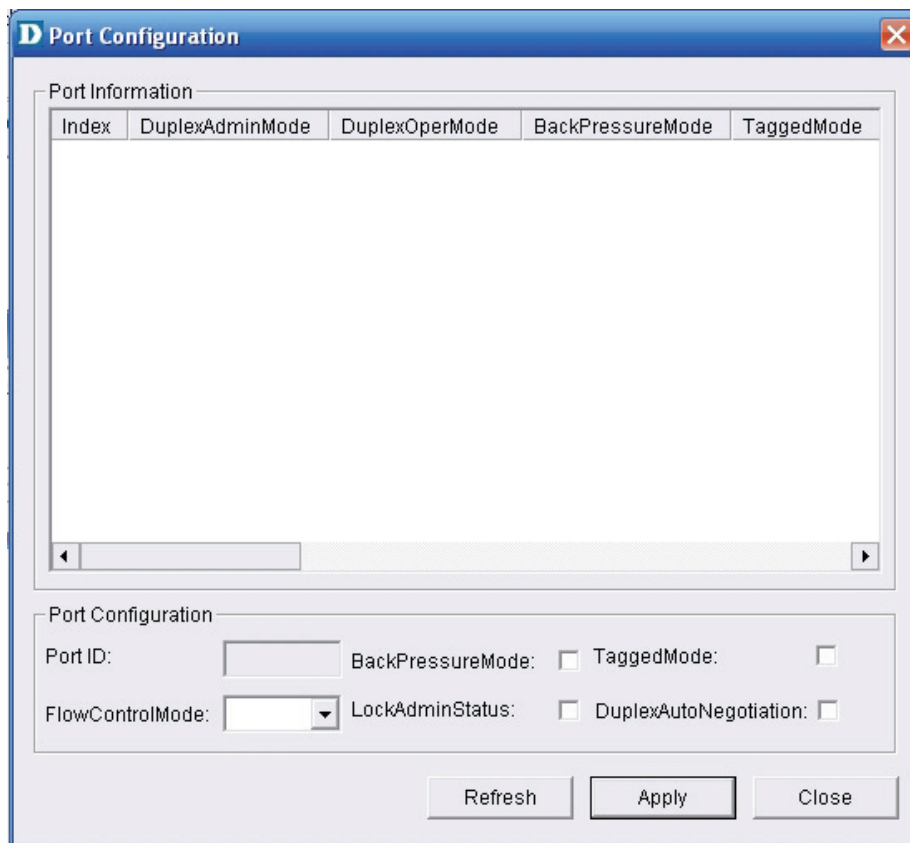 D Port Configuration
Port Information
Index DuplexAdminMode DuplexOperMode BackPressureMode TaggedMode
Port Configuration
Port ID: BackPressureMode: TaggedMode:
FlowControlMode: LockAdminStatus: DuplexAutoNegotiation:
Refresh Apply Close